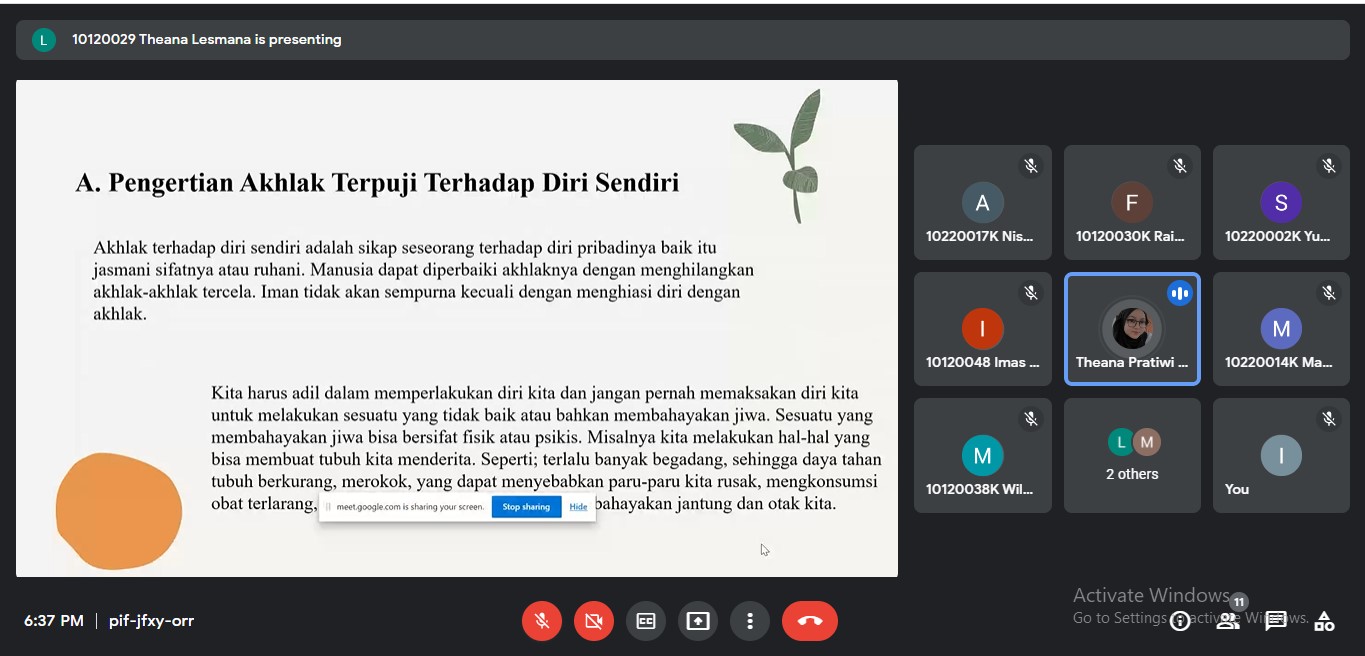 L
10120029 Theana Lesmana is presenting
A. Pengertian Akhlak Terpuji Terhadap Diri Sendiri
Akhlak terhadap diri sendiri adalah sikap seseorang terhadap diri pribadinya baik itu
jasmani sifatnya atau ruhani. Manusia dapat diperbaiki akhlaknya dengan menghilangkan
akhlak-akhlak tercela. Iman tidak akan sempurna kecuali dengan menghiasi diri dengan
akhlak.
Kita harus adil dalam memperlakukan diri kita dan jangan pernah memaksakan diri kita
untuk melakukan sesuatu yang tidak baik atau bahkan membahayakan jiwa. Sesuatu yang
membahayakan jiwa bisa bersifat fisik atau psikis. Misalnya kita melakukan hal-hal yang
bisa membuat tubuh kita menderita. Seperti; terlalu banyak begadang, sehingga daya tahan
tubuh berkurang, merokok, yang dapat menyebabkan paru-paru kita rusak, mengkonsumsi
obat terlarang, bahayakan jantung dan otak kita.
meet.google.com is sharing your screen. Stop sharing Hide
A
10220017K Nis...
F
10120030K Rai...
S
10220002K Yu...
I
10120048 Imas ...
Theana Pratiwi ...
M
10220014K Ma...
M
10120038K Wil...
L M
2 others
I
You
6:37 PM | pif-jfxy-orr
Activate Windows
Go to Settings to activate Windows.
11